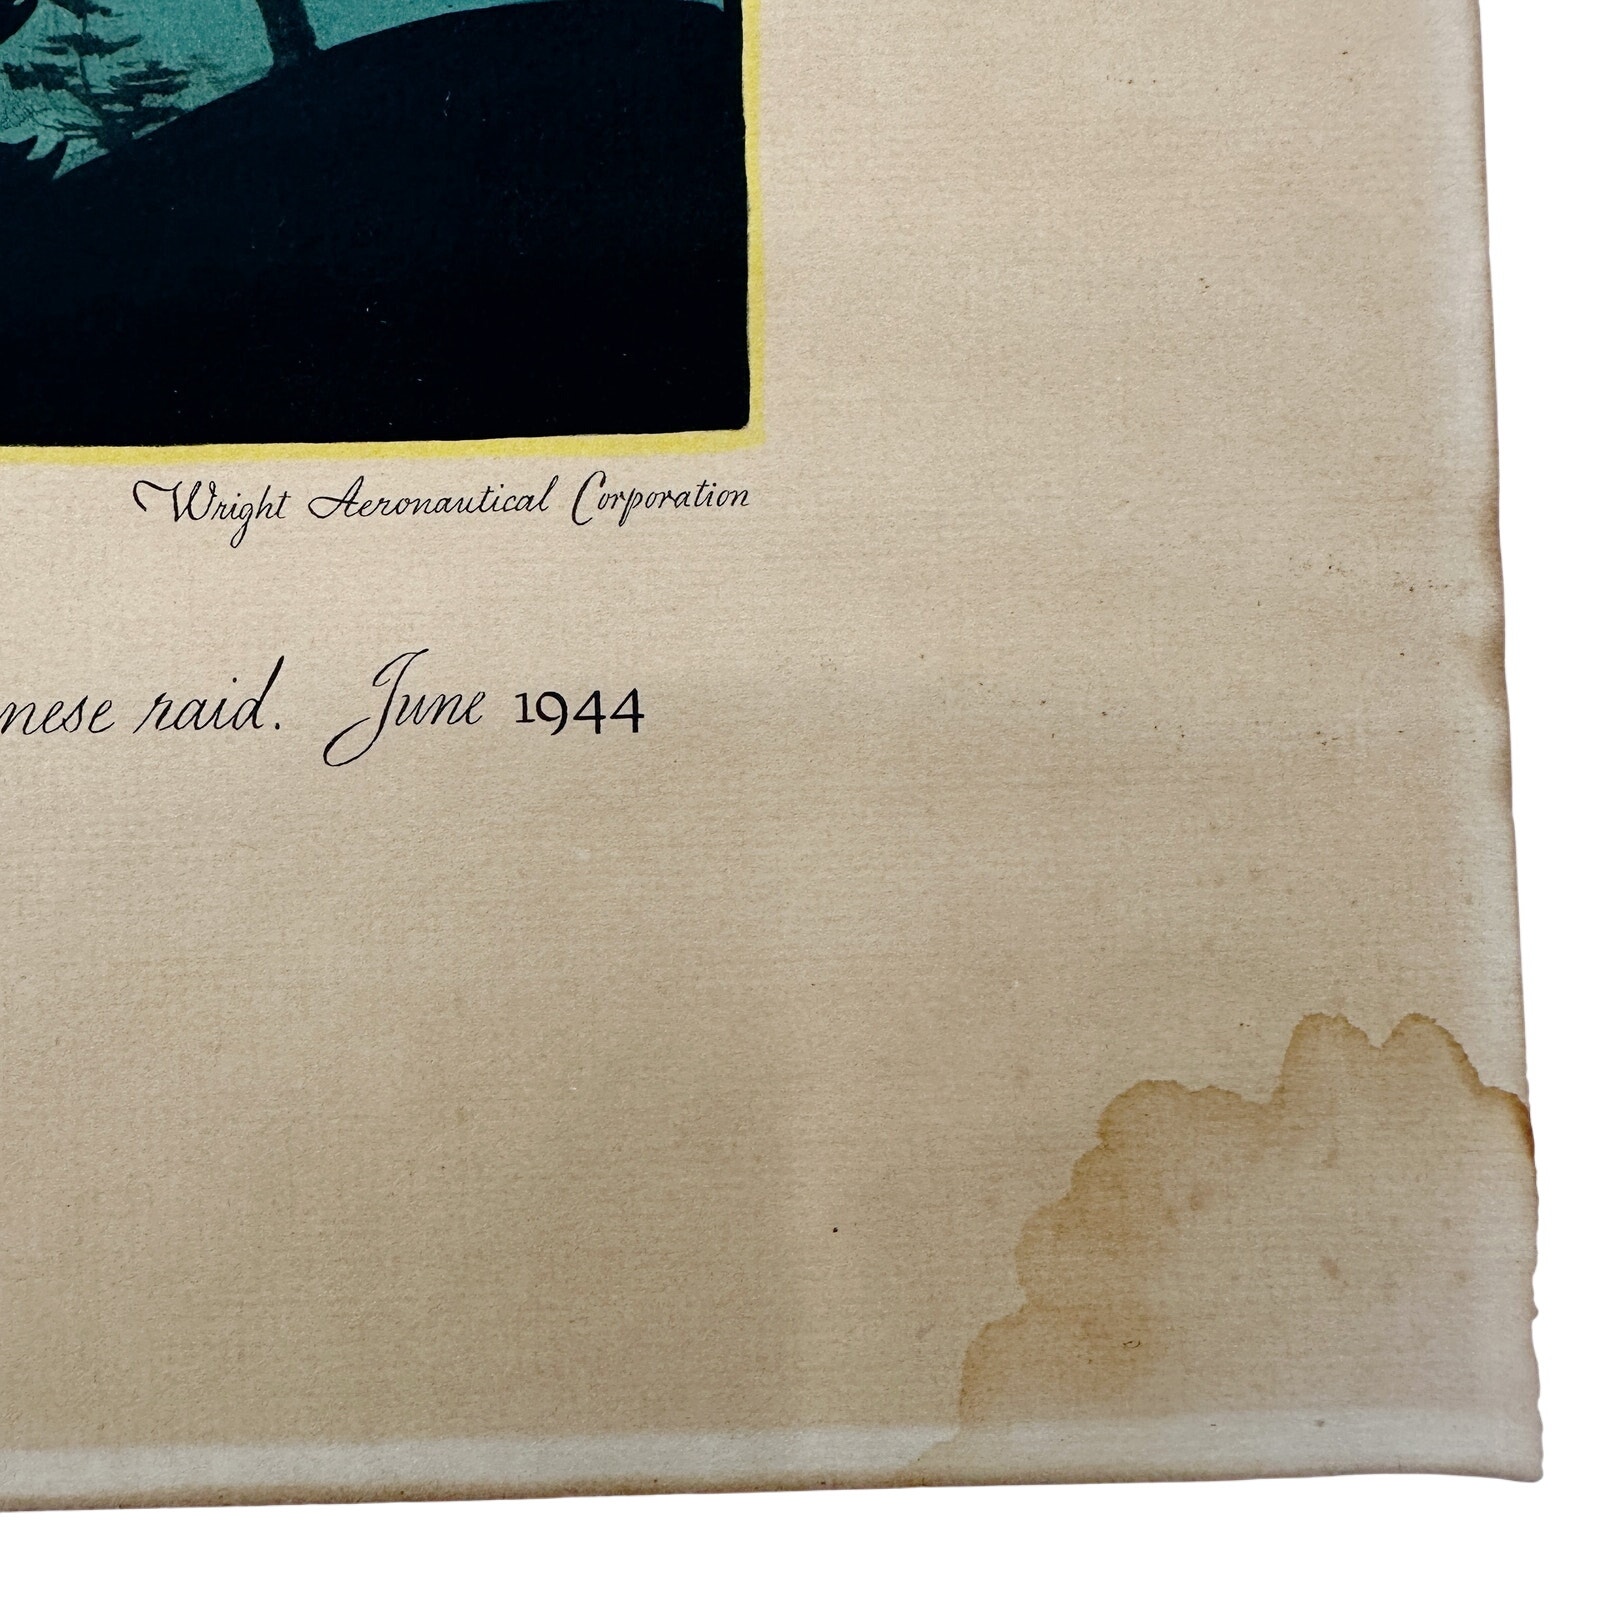 Wright Aeronautical Corporation
nese raid. June 1944